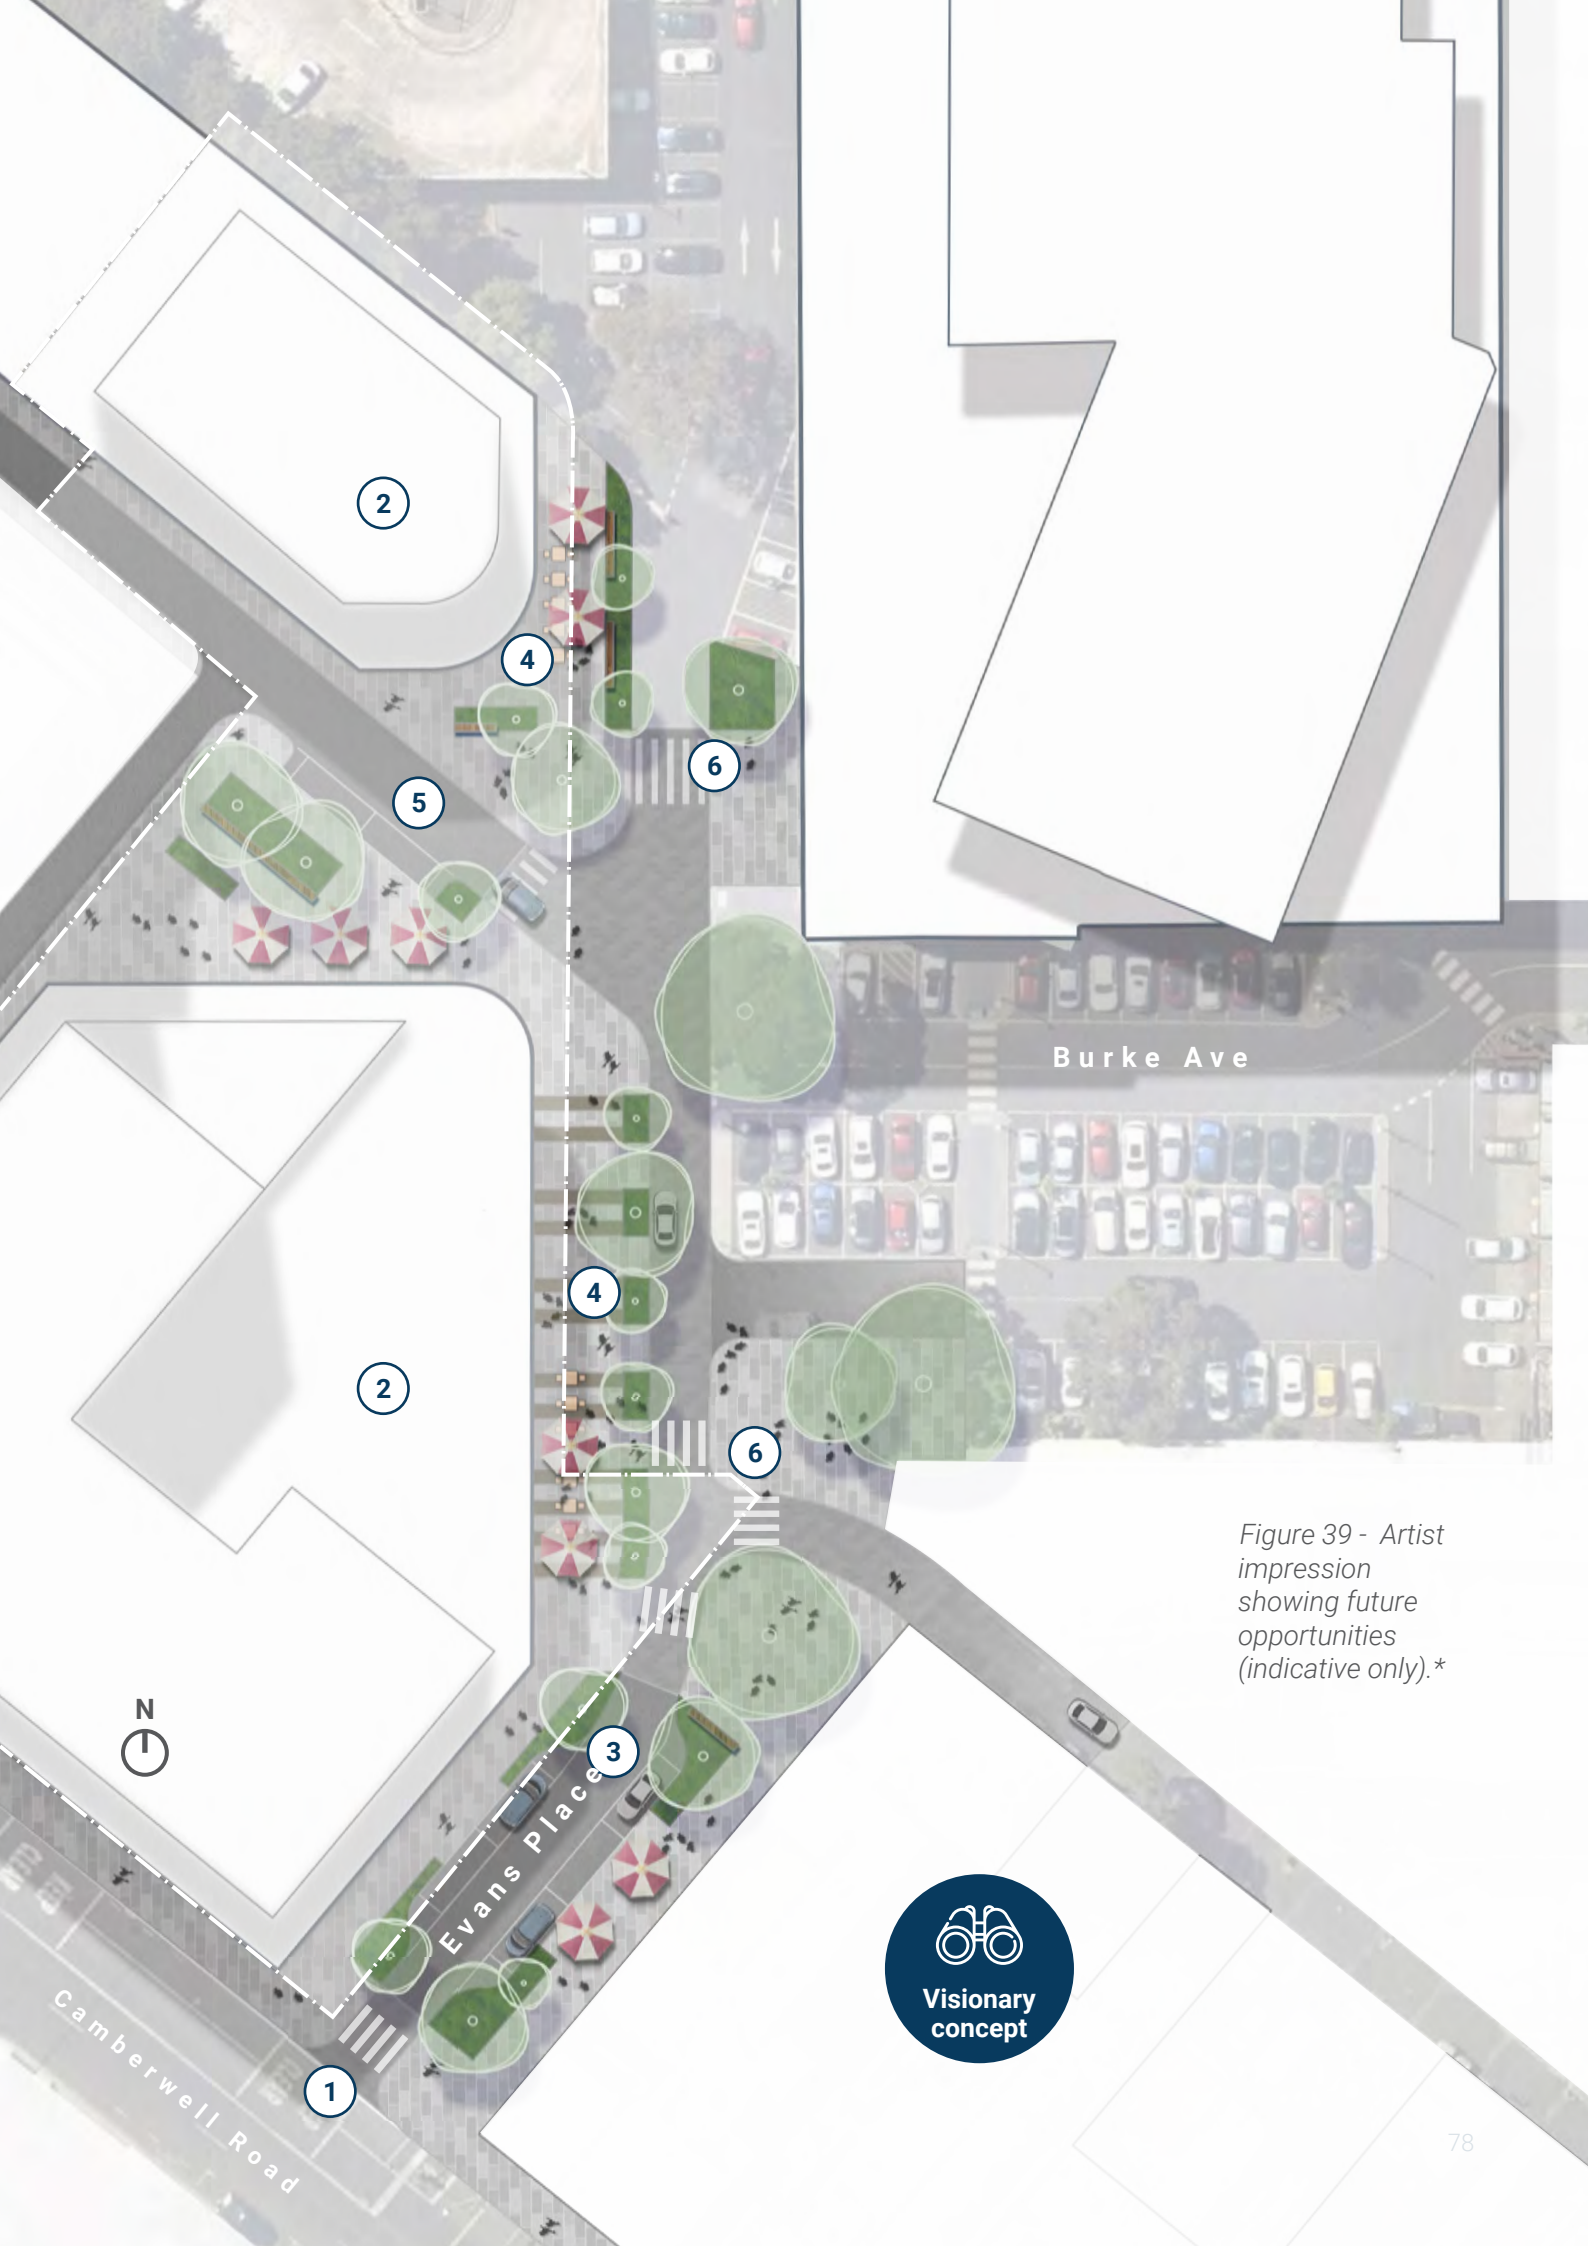 2
4
6
5
Burke Ave
4
2
6
Figure 39 -  Artist
impression
showing future
opportunities
(indicative only).*
N
3
Evans Place
Visionary
concept
Camberwell Road
1
78